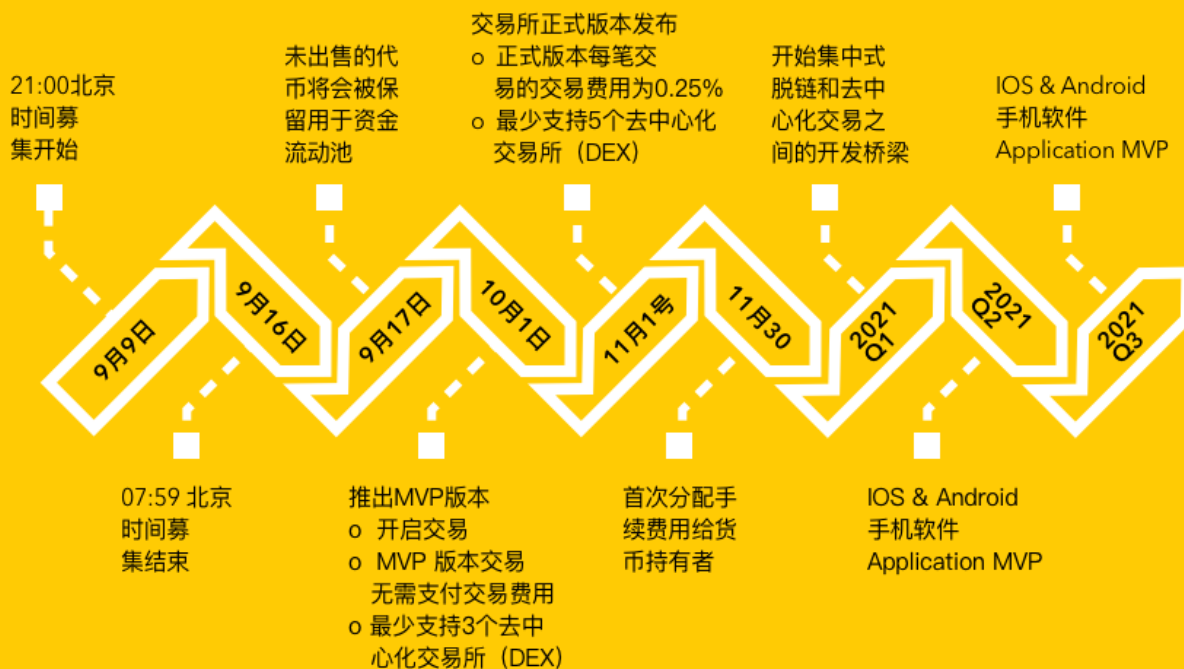 21:00北京
时间募
集开始
未出售的代
币将会被保
留用于资金
流动池
交易所正式版本发布
o 正式版本每笔交
易的交易费用为0.25%
o 最少支持5个去中心化
交易所（DEX）
开始集中式
脱链和去中
心化交易之
间的开发桥梁
IOS & Android
手机软件
Application MVP
9月9日
9月16日
9月17日
10月1日
11月1号
11月30
2021
Q1
2021
Q2
2021
Q3
07:59 北京
时间募
集结束
推出MVP版本
o 开启交易
o MVP 版本交易
无需支付交易费用
o 最少支持3个去中
心化交易所（DEX）
首次分配手
续费用给货
币持有者
IOS & Android
手机软件
Application MVP